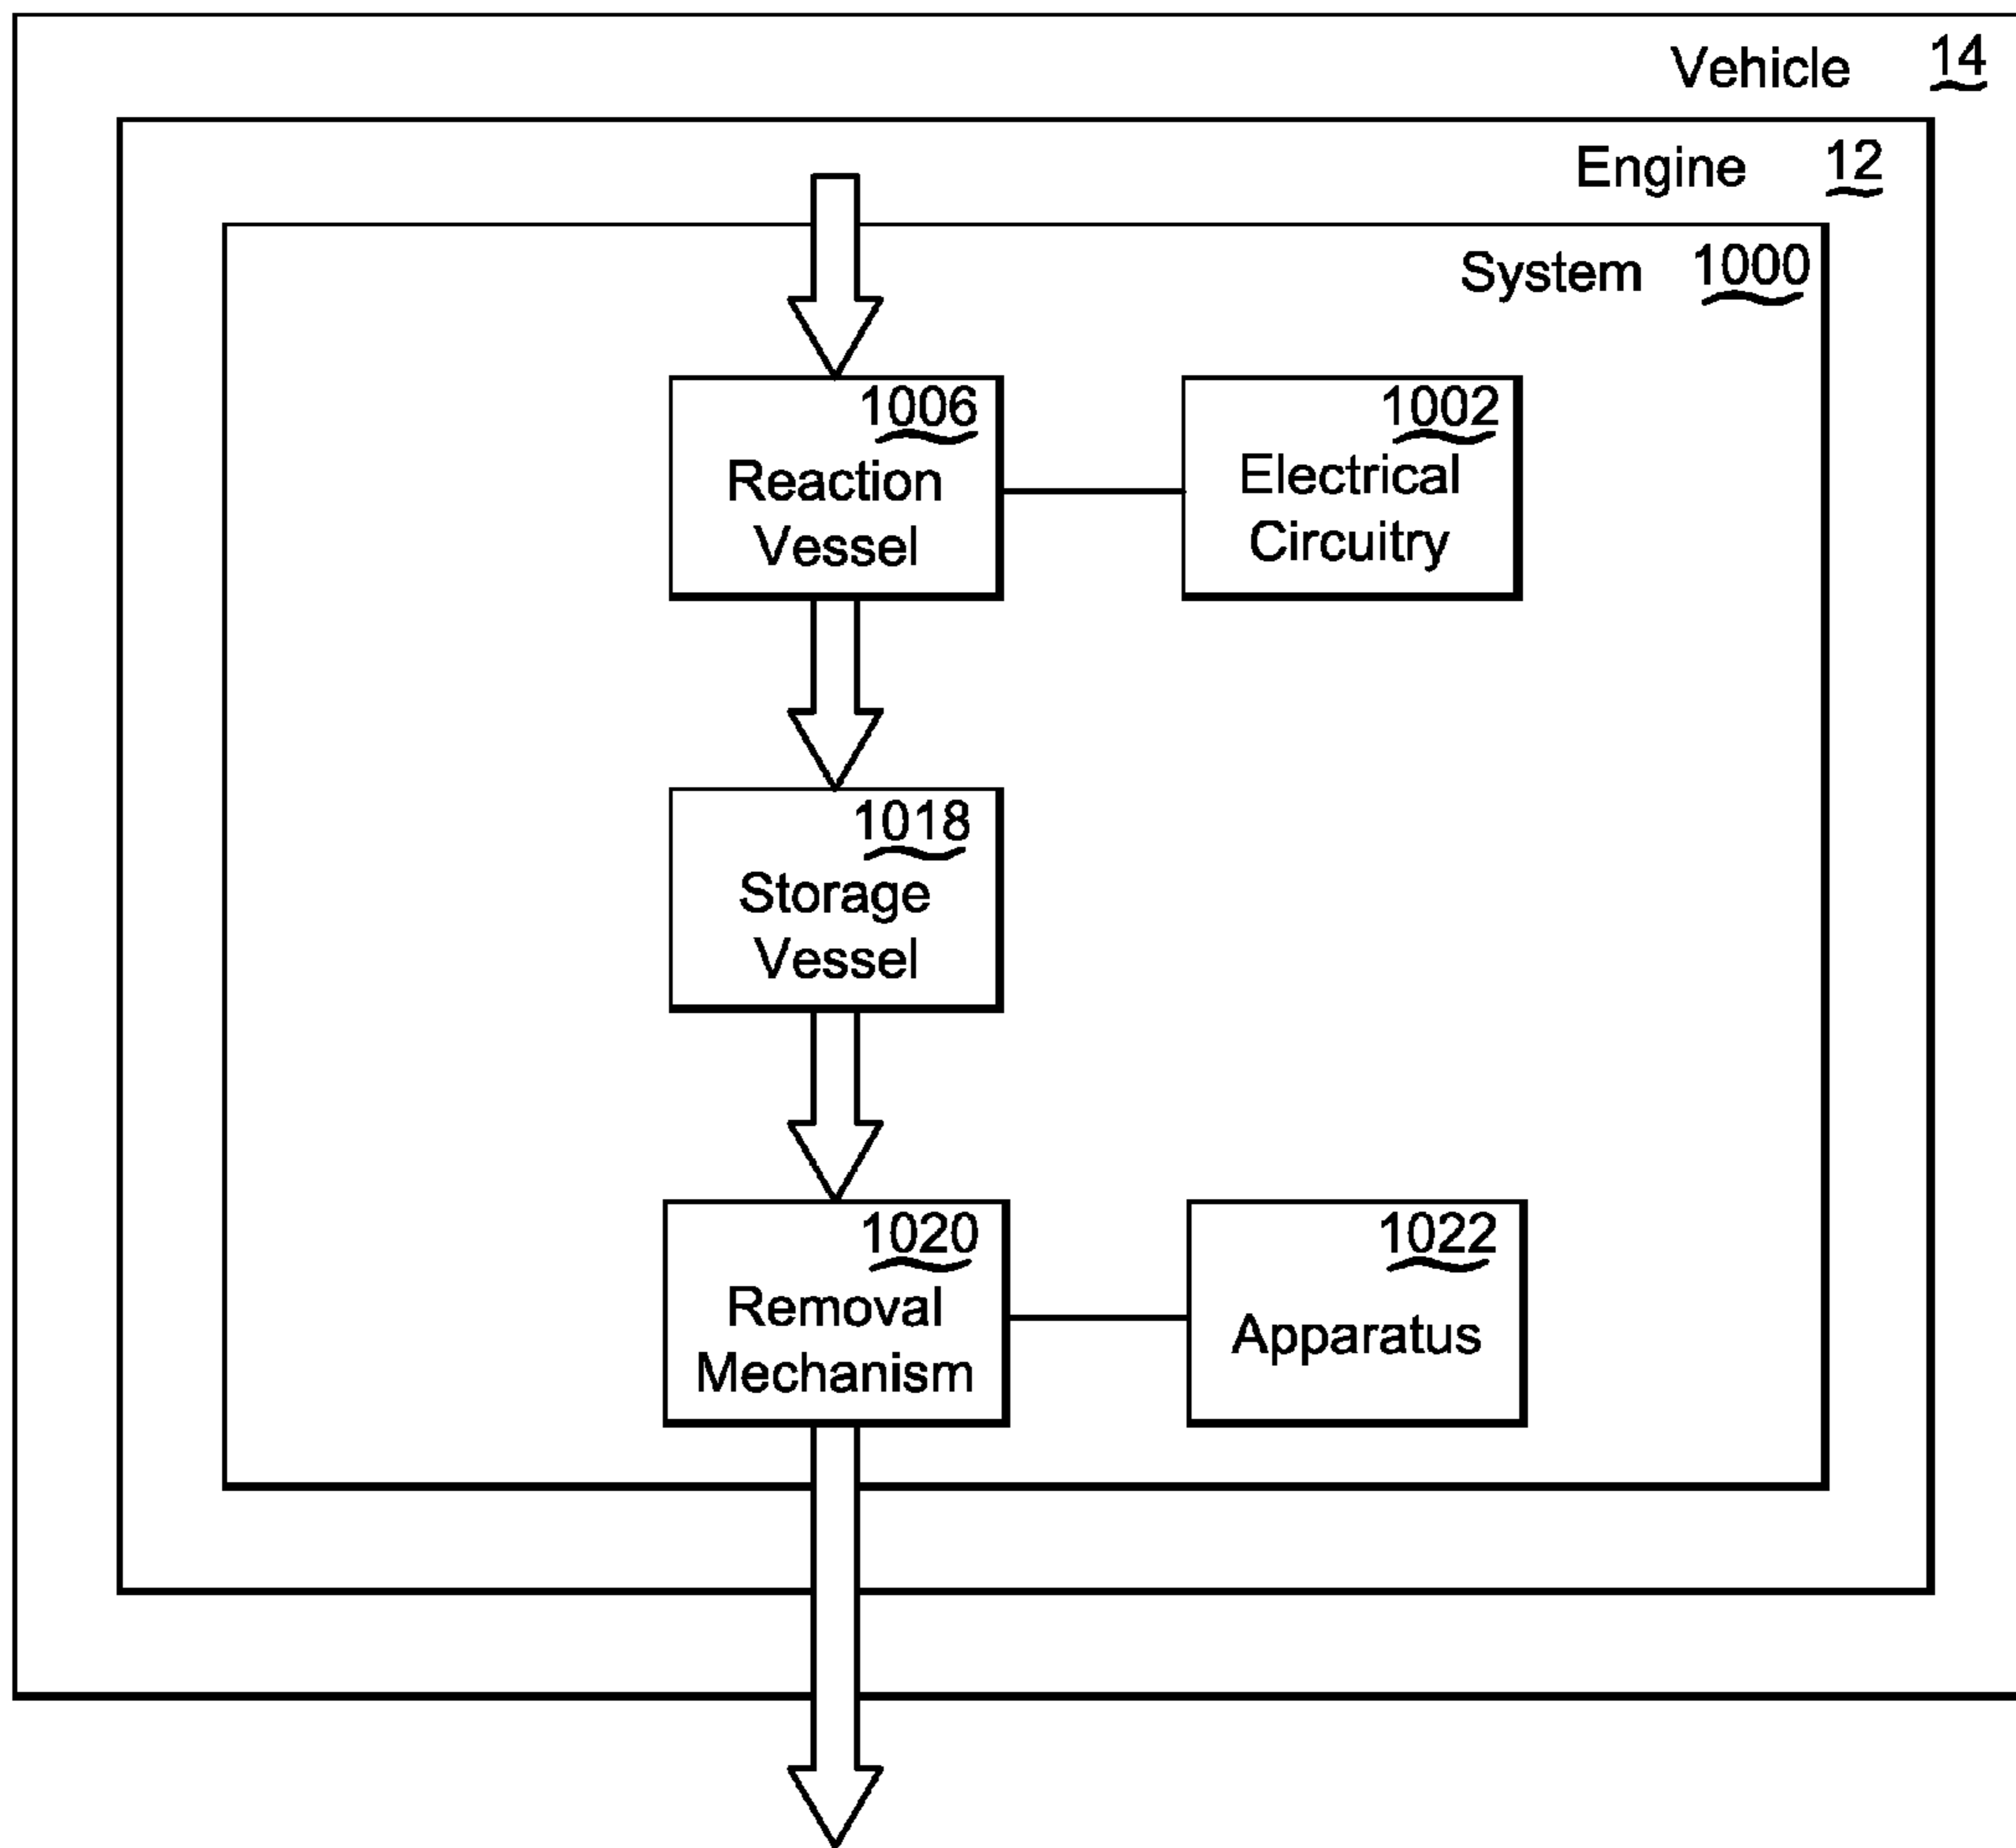 Vehicle 14
Engine 12
System 1000
1006
Reaction
Vessel
1002
Electrical
Circuitry
1018
Storage
Vessel
1020
Removal
Mechanism
1022
Apparatus